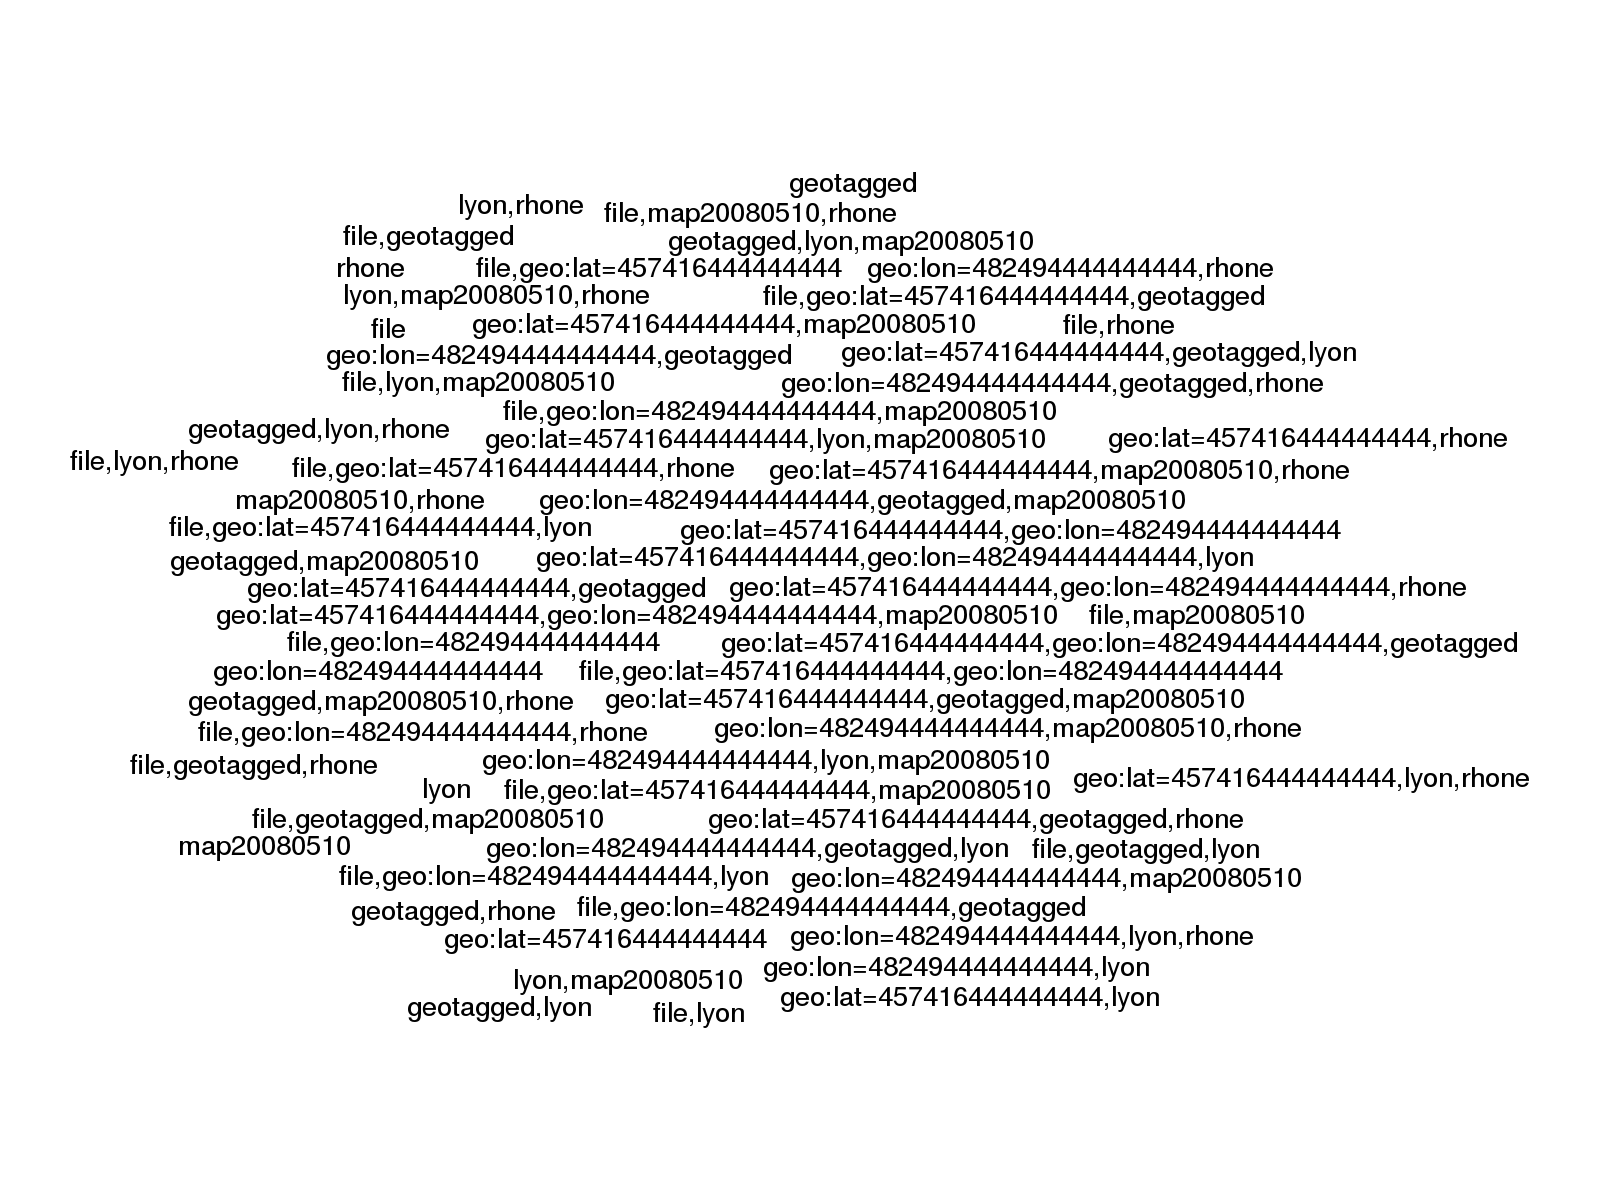 geotagged
lyon,rhone file,map20080510,rhone
file,geotagged geotagged,lyon,map20080510
rhone file,geo:lat=457416444444444 geo:lon=482494444444444,rhone
lyon,map20080510,rhone file,geo:lat=457416444444444,geotagged
file geo:lat=457416444444444,map20080510 file,rhone
geo:lon=482494444444444,geotagged geo:lat=457416444444444,geotagged,lyon
file,lyon,map20080510 geo:lon=482494444444444,geotagged,rhone
file,geo:lon=482494444444444,map20080510
geotagged,lyon,rhone geo:lat=457416444444444,lyon,map20080510 geo:lat=457416444444444,rhone
file,lyon,rhone file,geo:lat=457416444444444,rhone geo:lat=457416444444444,map20080510,rhone
map20080510,rhone geo:lon=482494444444444,geotagged,map20080510
file,geo:lat=457416444444444,lyon geo:lat=457416444444444,geo:lon=482494444444444
geotagged,map20080510 geo:lat=457416444444444,geo:lon=482494444444444,lyon
geo:lat=457416444444444,geotagged geo:lat=457416444444444,geo:lon=482494444444444,rhone
geo:lat=457416444444444,geo:lon=482494444444444,map20080510 file,map20080510
file,geo:lon=482494444444444 geo:lat=457416444444444,geo:lon=482494444444444,geotagged
geo:lon=482494444444444 file,geo:lat=457416444444444,geo:lon=482494444444444
geotagged,map20080510,rhone geo:lat=457416444444444,geotagged,map20080510
file,geo:lon=482494444444444,rhone geo:lon=482494444444444,map20080510,rhone
file,geotagged,rhone geo:lon=482494444444444,lyon,map20080510 geo:lat=457416444444444,lyon,rhone
lyon file,geo:lat=457416444444444,map20080510
file,geotagged,map20080510 geo:lat=457416444444444,geotagged,rhone
map20080510 geo:lon=482494444444444,geotagged,lyon file,geotagged,lyon
file,geo:lon=482494444444444,lyon geo:lon=482494444444444,map20080510
geotagged,rhone file,geo:lon=482494444444444,geotagged
geo:lat=457416444444444 geo:lon=482494444444444,lyon,rhone
lyon,map20080510 geo:lon=482494444444444,lyon
geotagged,lyon file,lyon geo:lat=457416444444444,lyon